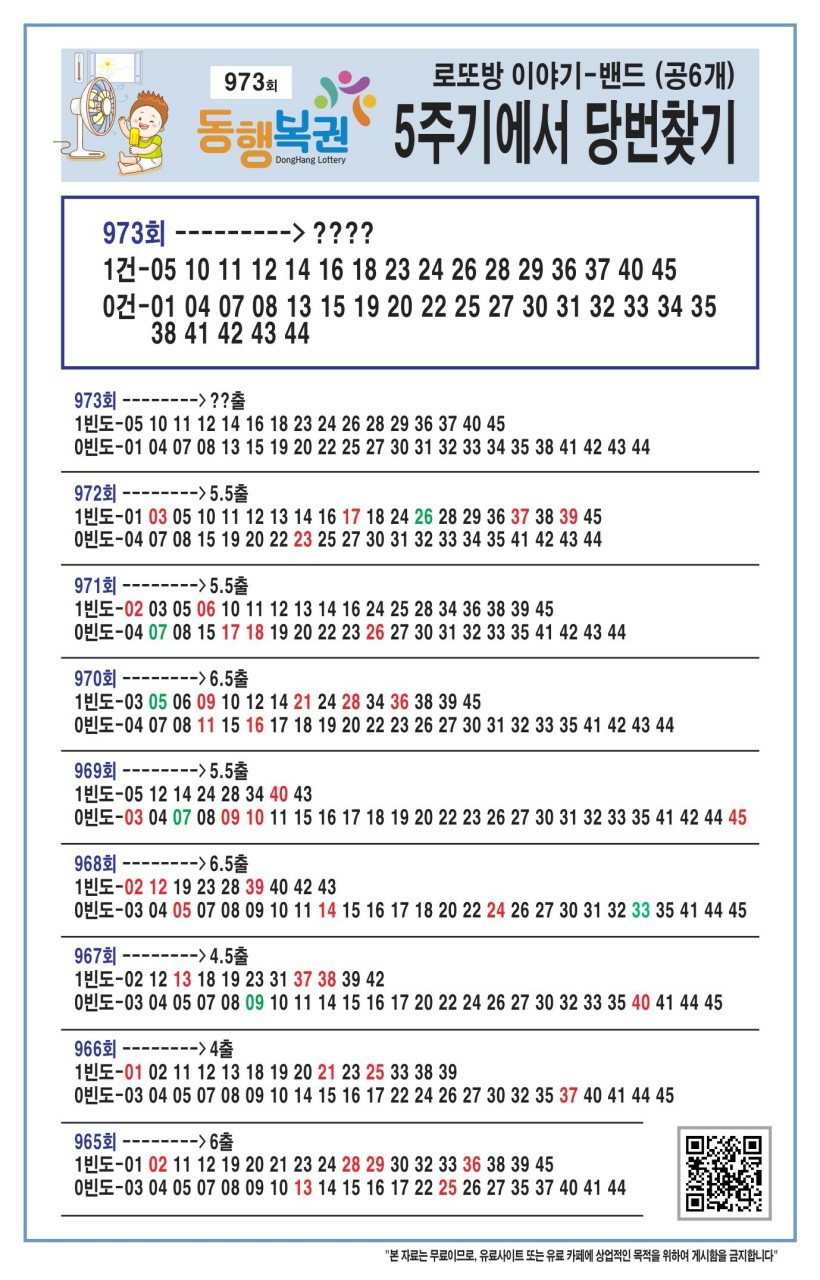 973회
동행복권
DongHang Lottery
로또방 이야기-밴드 (공6개)
5주기에서 당번찾기
973회 ---------> ????
1건-05 10 11 12 14 16 18 23 24 26 28 29 36 37 40 45
0건-01 04 07 08 13 15 19 20 22 25 27 30 31 32 33 34 35
38 41 42 43 44
973회 --------> ??출
1빈도-05 10 11 12 14 16 18 23 24 26 28 29 36 37 40 45
0빈도-01 04 07 08 13 15 19 20 22 25 27 30 31 32 33 34 35 38 41 42 43 44
972회 --------> 5.5출
1빈도-01 03 05 10 11 12 13 14 16 17 18 24 26 28 29 36 37 38 39 45
0빈도-04 07 08 15 19 20 22 23 25 27 30 31 32 33 34 35 41 42 43 44
971회 --------> 5.5출
1빈도-02 03 05 06 10 11 12 13 14 16 24 25 28 34 36 38 39 45
0빈도-04 07 08 15 17 18 19 20 22 23 26 27 30 31 32 33 35 41 42 43 44
970회 --------> 6.5출
1빈도-03 05 06 09 10 12 14 21 24 28 34 36 38 39 45
0빈도-04 07 08 11 15 16 17 18 19 20 22 23 26 27 30 31 32 33 35 41 42 43 44
969회 --------> 5.5출
1빈도-05 12 14 24 28 34 40 43
0빈도-03 04 07 08 09 10 11 15 16 17 18 19 20 22 23 26 27 30 31 32 33 35 41 42 44 45
968회 --------> 6.5출
1빈도-02 12 19 23 28 39 40 42 43
0빈도-03 04 05 07 08 09 10 11 14 15 16 17 18 20 22 24 26 27 30 31 32 33 35 41 44 45
967회 --------> 4.5출
1빈도-02 12 13 18 19 23 31 37 38 39 42
0빈도-03 04 05 07 08 09 10 11 14 15 16 17 20 22 24 26 27 30 32 33 35 40 41 44 45
966회 --------> 4출
1빈도-01 02 11 12 13 18 19 20 21 23 25 33 38 39
0빈도-03 04 05 07 08 09 10 14 15 16 17 22 24 26 27 30 32 35 37 40 41 44 45
965회 --------> 6출
1빈도-01 02 11 12 19 20 21 23 24 28 29 30 32 33 36 38 39 45
0빈도-03 04 05 07 08 09 10 13 14 15 16 17 22 25 26 27 35 37 40 41 44
"본 자료는 무료이므로, 유료사이트 또는 유료 카페에 상업적인 목적을 위하여 게시함을 금지합니다"